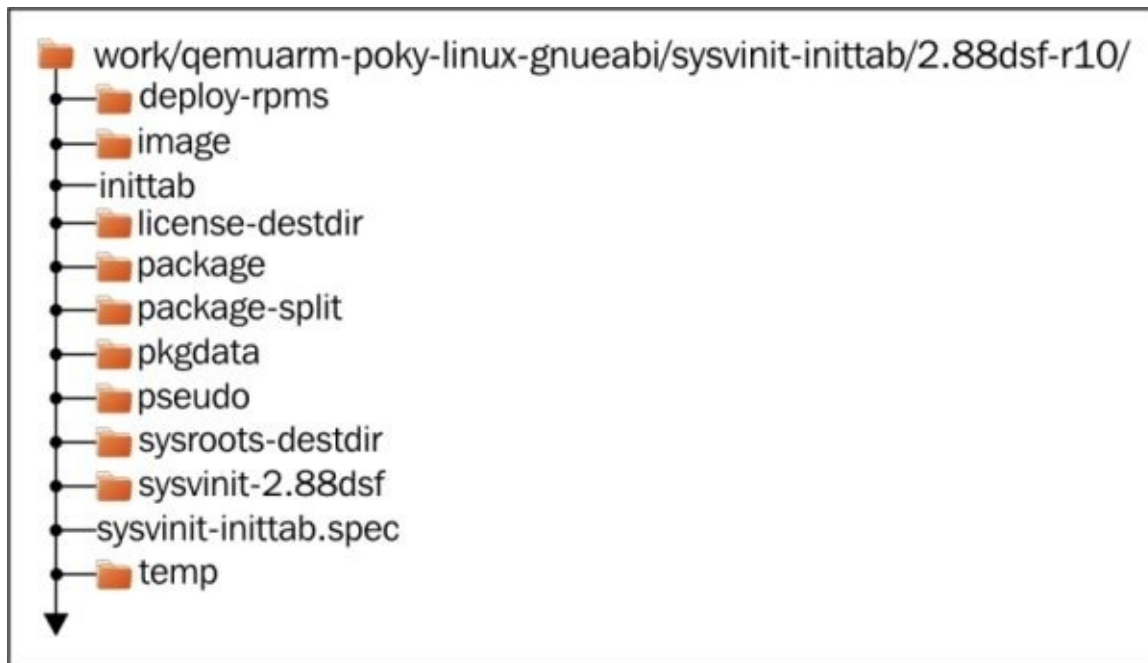 work/qemuarm-poky-linux-gnueabi/sysvinit-inittab/2.88dsf-r10/
deploy-rpms
image
inittab
license-destdir
package
package-split
pkgdata
pseudo
sysroots-destdir
sysvinit-2.88dsf
sysvinit-inittab.spec
temp